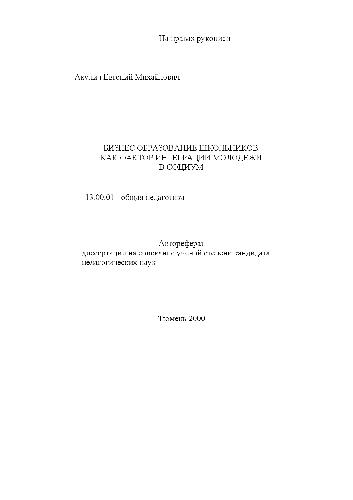 На правах рукописи
Акулич Евгений Михайлович
БИЗНЕС-ОБРАЗОВАНИЕ ШКОЛЬНИКОВ
КАК ФАКТОР ИНТЕГРАЦИИ МОЛОДЕЖИ
В СОЦИУМ
13.00.01 - общая педагогика
Автореферат
диссертации на соискание ученой степени кандидата
педагогических наук
Тюмень 2000